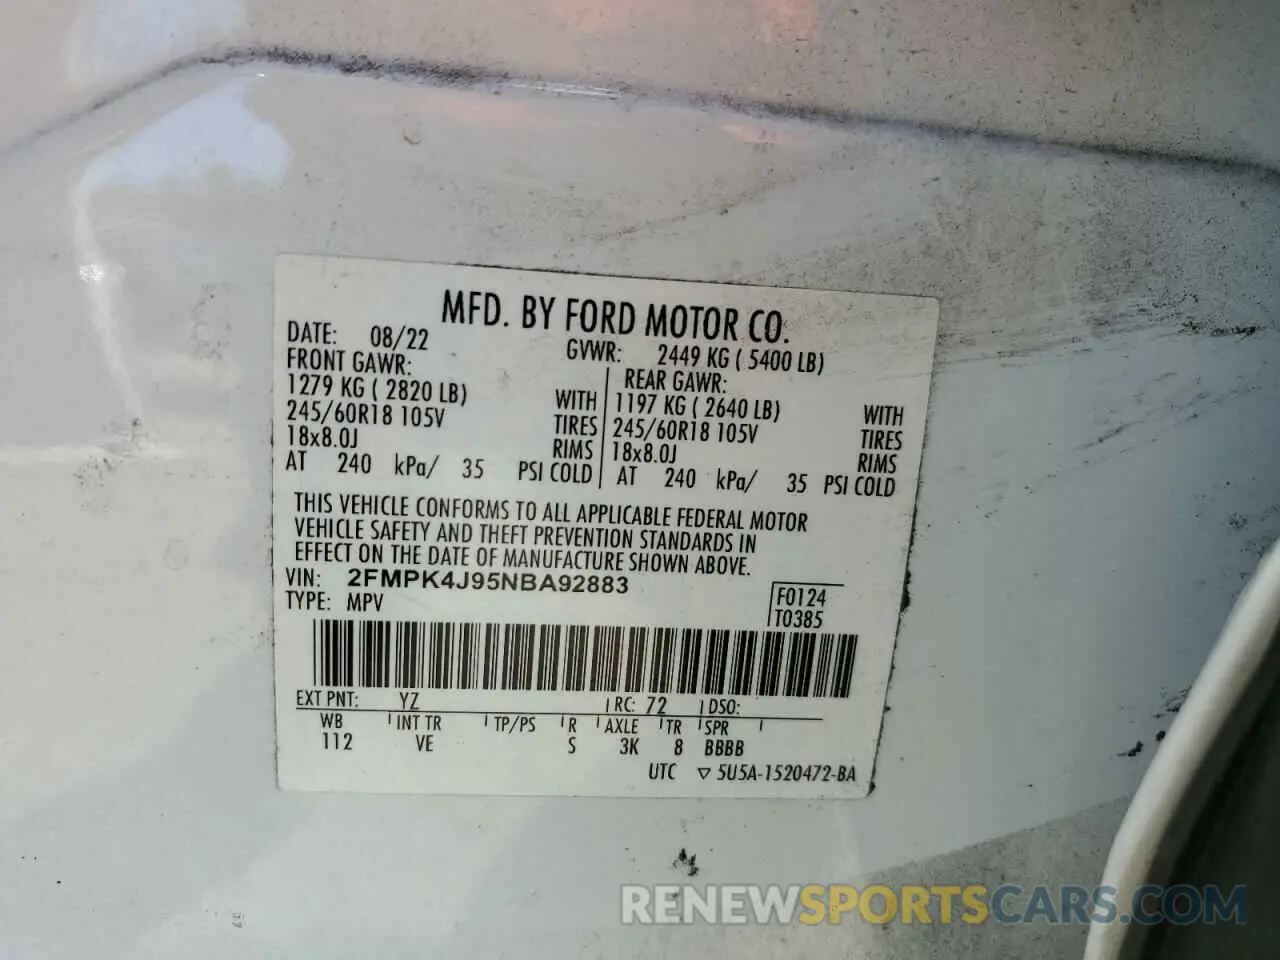 MFD. BY FORD MOTOR CO.
DATE: 08/22 GVWR: 2449 KG ( 5400 LB)
FRONT GAWR: REAR GAWR:
1279 KG ( 2820 LB) WITH 1197 KG ( 2640 LB) WITH
245/60R18 105V TIRES 245/60R18 105V TIRES
18x8.0J RIMS 18x8.0J RIMS
AT 240 kPa/ 35 PSI COLD AT 240 kPa/ 35 PSI COLD
THIS VEHICLE CONFORMS TO ALL APPLICABLE FEDERAL MOTOR
VEHICLE SAFETY AND THEFT PREVENTION STANDARDS IN
EFFECT ON THE DATE OF MANUFACTURE SHOWN ABOVE.
VIN: 2FMPK4J95NBA92883 F0124
TYPE: MPV T0385
EXT PNT: YZ RC: 72 DSO:
WB INT TR TP/PS R AXLE TR SPR
112 VE S 3K 8 BBBB
UTC ▽ 5U5A-1520472-BA
RENEWSPORTSCARS.COM